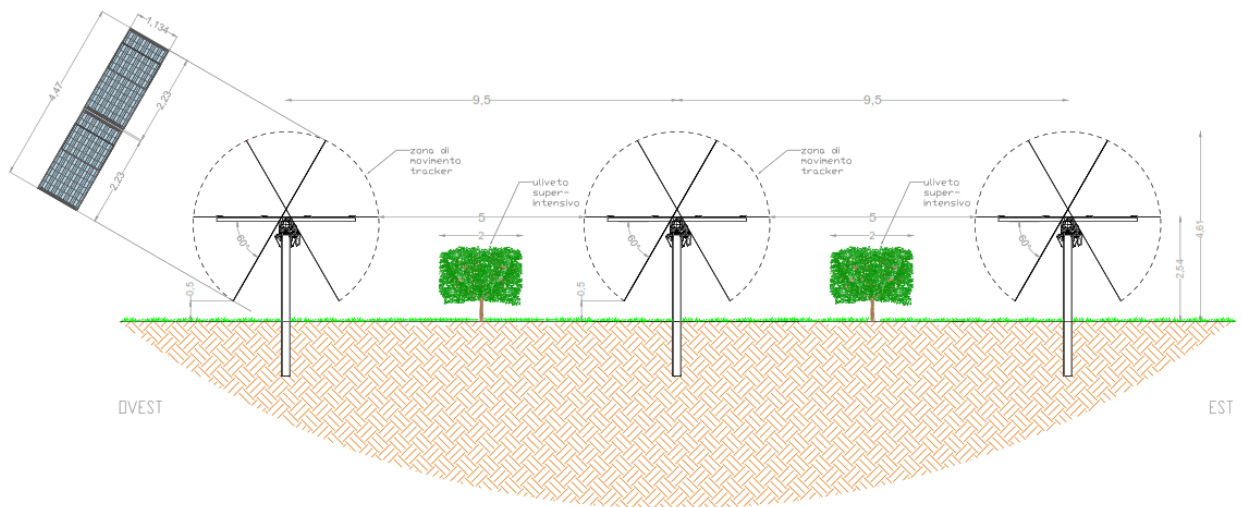 1,134
4,47
2,23
2,23
9,5
9,5
zona di
movimento
tracker
zona di
movimento
tracker
uliveto
super-
intensivo
uliveto
super-
intensivo
5
5
2
2
60°
60°
60°
0,5
0,5
4,61
2,54
OVEST
EST